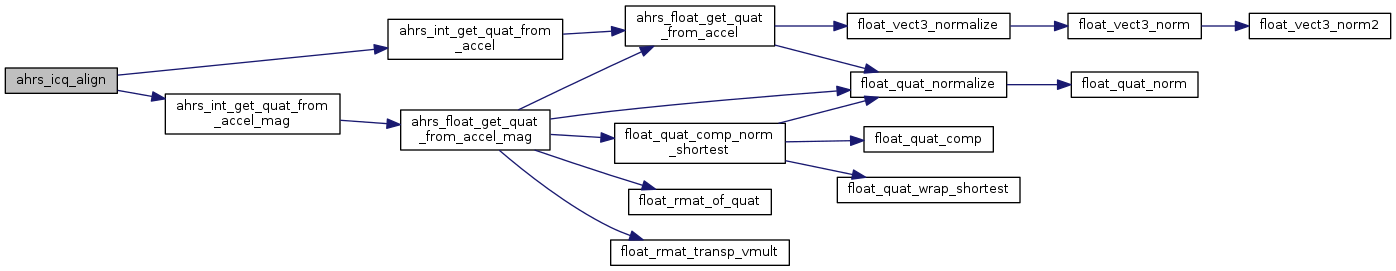 ahrs_icq_align
ahrs_int_get_quat_from
_accel
ahrs_int_get_quat_from
_accel_mag
ahrs_float_get_quat
_from_accel
ahrs_float_get_quat
_from_accel_mag
float_vect3_normalize
float_vect3_norm
float_vect3_norm2
float_quat_normalize
float_quat_norm
float_quat_comp_norm
_shortest
float_quat_comp
float_quat_wrap_shortest
float_rmat_of_quat
float_rmat_transp_vmult